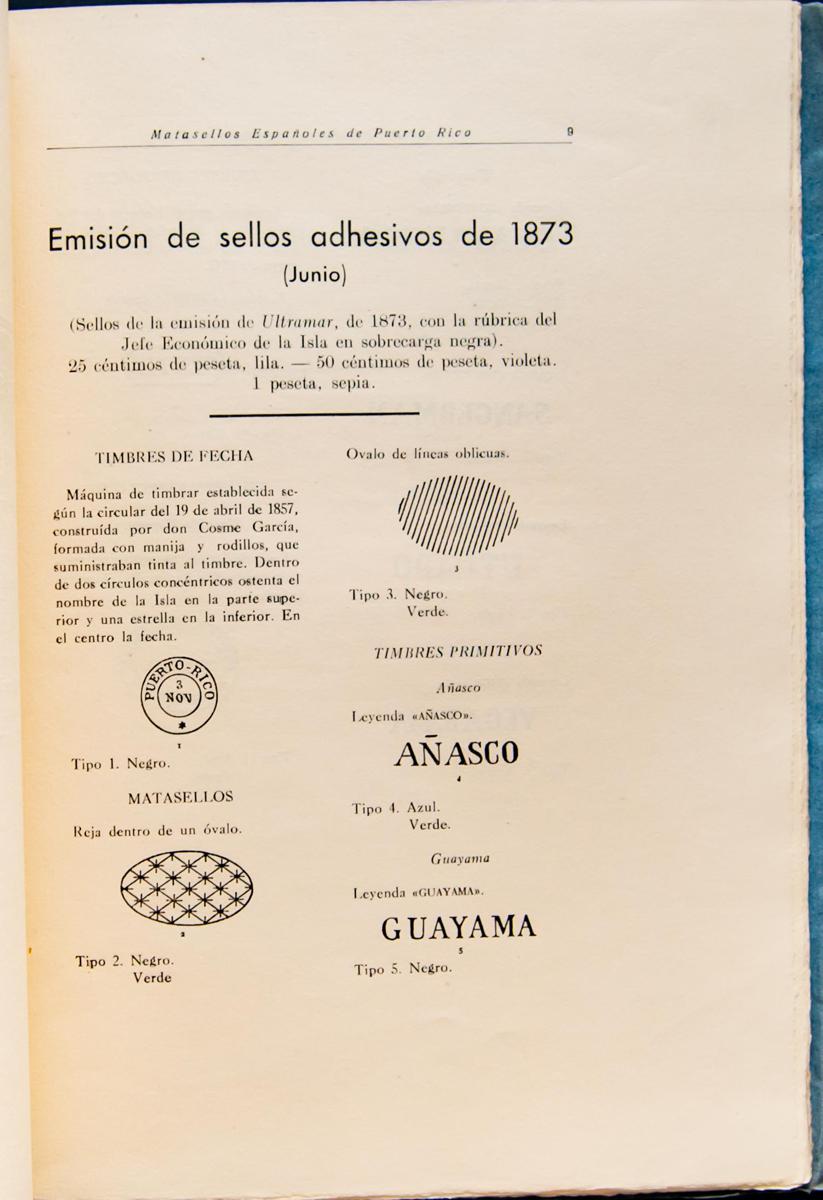 Matasellos Españoles de Puerto Rico 9
Emisión de sellos adhesivos de 1873
(Junio)
(Sellos de la emisión de Ultramar, de 1873, con la rúbrica del
Jefe Económico de la Isla en sobrecarga negra).
25 céntimos de peseta, lila. — 50 céntimos de peseta, violeta.
1 peseta, sepia.
TIMBRES DE FECHA
Máquina de timbrar establecida se-
gún la circular del 19 de abril de 1857,
construída por don Cosme García,
formada con manija y rodillos, que
suministraban tinta al timbre. Dentro
de dos círculos concéntricos ostenta el
nombre de la Isla en la parte supe-
rior y una estrella en la inferior. En
el centro la fecha.
PUERTO-RICO
3
NOV
1
Tipo 1. Negro.
MATASELLOS
Reja dentro de un óvalo.
2
Tipo 2. Negro.
Verde
Ovalo de líneas oblicuas.
3
Tipo 3. Negro.
Verde.
TIMBRES PRIMITIVOS
Añasco
Leyenda «AÑASCO».
AÑASCO
4
Tipo 4. Azul.
Verde.
Guayama
Leyenda «GUAYAMA».
GUAYAMA
5
Tipo 5. Negro.